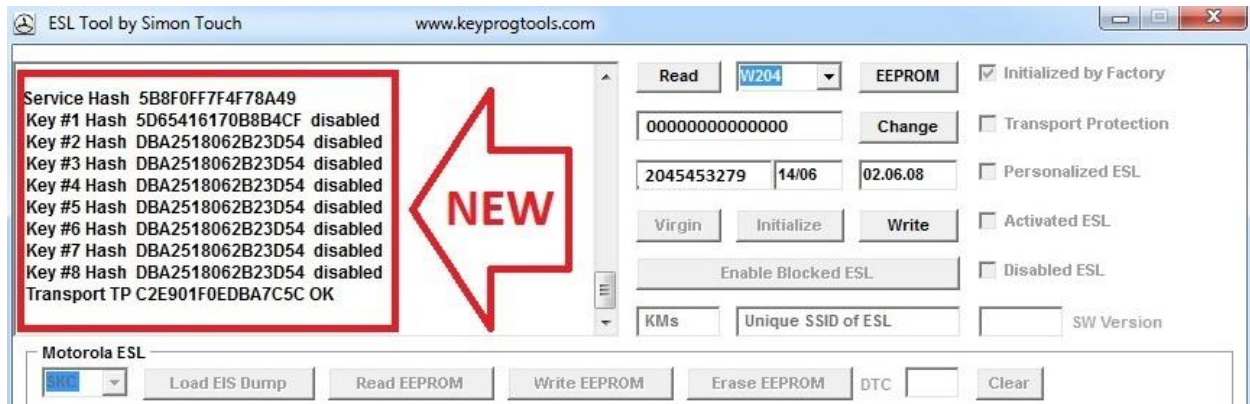 ESL Tool by Simon Touch www.keyprogtools.com
Service Hash 5B8F0FF7F4F78A49
Key #1 Hash 5D65416170B8B4CF disabled
Key #2 Hash DBA2518062B23D54 disabled
Key #3 Hash DBA2518062B23D54 disabled
Key #4 Hash DBA2518062B23D54 disabled
Key #5 Hash DBA2518062B23D54 disabled
Key #6 Hash DBA2518062B23D54 disabled
Key #7 Hash DBA2518062B23D54 disabled
Key #8 Hash DBA2518062B23D54 disabled
Transport TP C2E901F0EDBA7C5C OK
NEW
Read W204 EEPROM Initialized by Factory
00000000000000 Change Transport Protection
2045453279 14/06 02.06.08 Personalized ESL
Virgin Initialize Write Activated ESL
Enable Blocked ESL Disabled ESL
KMs Unique SSID of ESL SW Version
Motorola ESL
SKC Load EIS Dump Read EEPROM Write EEPROM Erase EEPROM DTC Clear